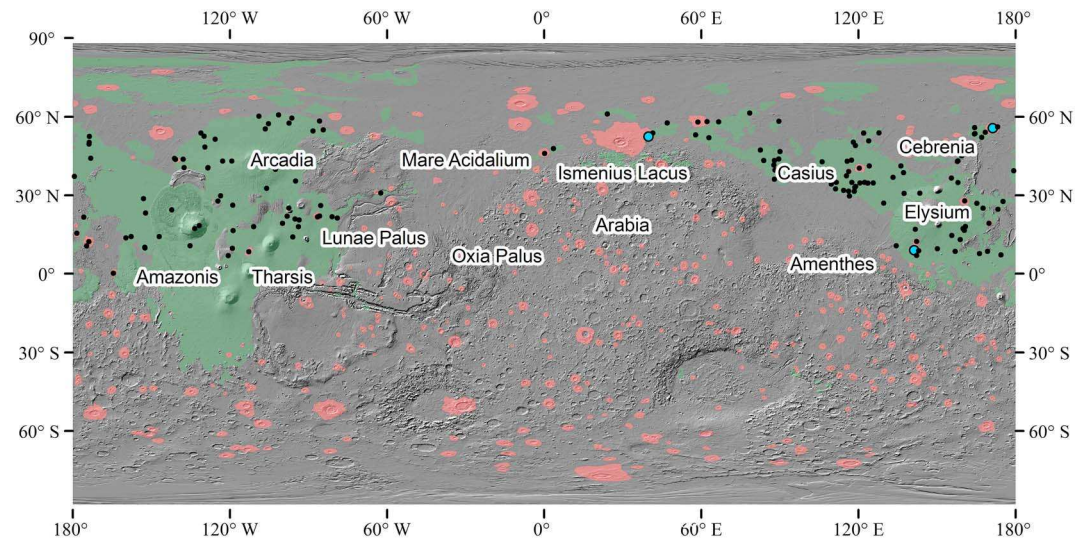 120° W 60° W 0° 60° E 120° E 180°
90°
60° N 60° N
Arcadia Mare Acidalium Cebrenia
Ismenius Lacus Casius
30° N 30° N
Arabia Elysium
Lunae Palus
Oxia Palus
Amenthes
0° Amazonis Tharsis 0°
30° S 30° S
60° S 60° S
180° 120° W 60° W 0° 60° E 120° E 180°